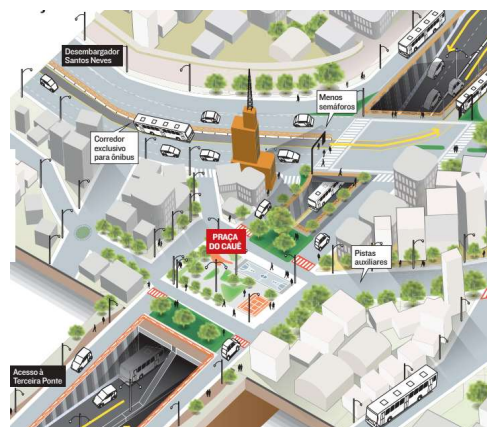 Desembargador
Santos Neves
Menos
semáforos
Corredor
exclusivo
para ônibus
PRAÇA
DO CAUÊ
Pistas
auxiliares
Acesso à
Terceira Ponte